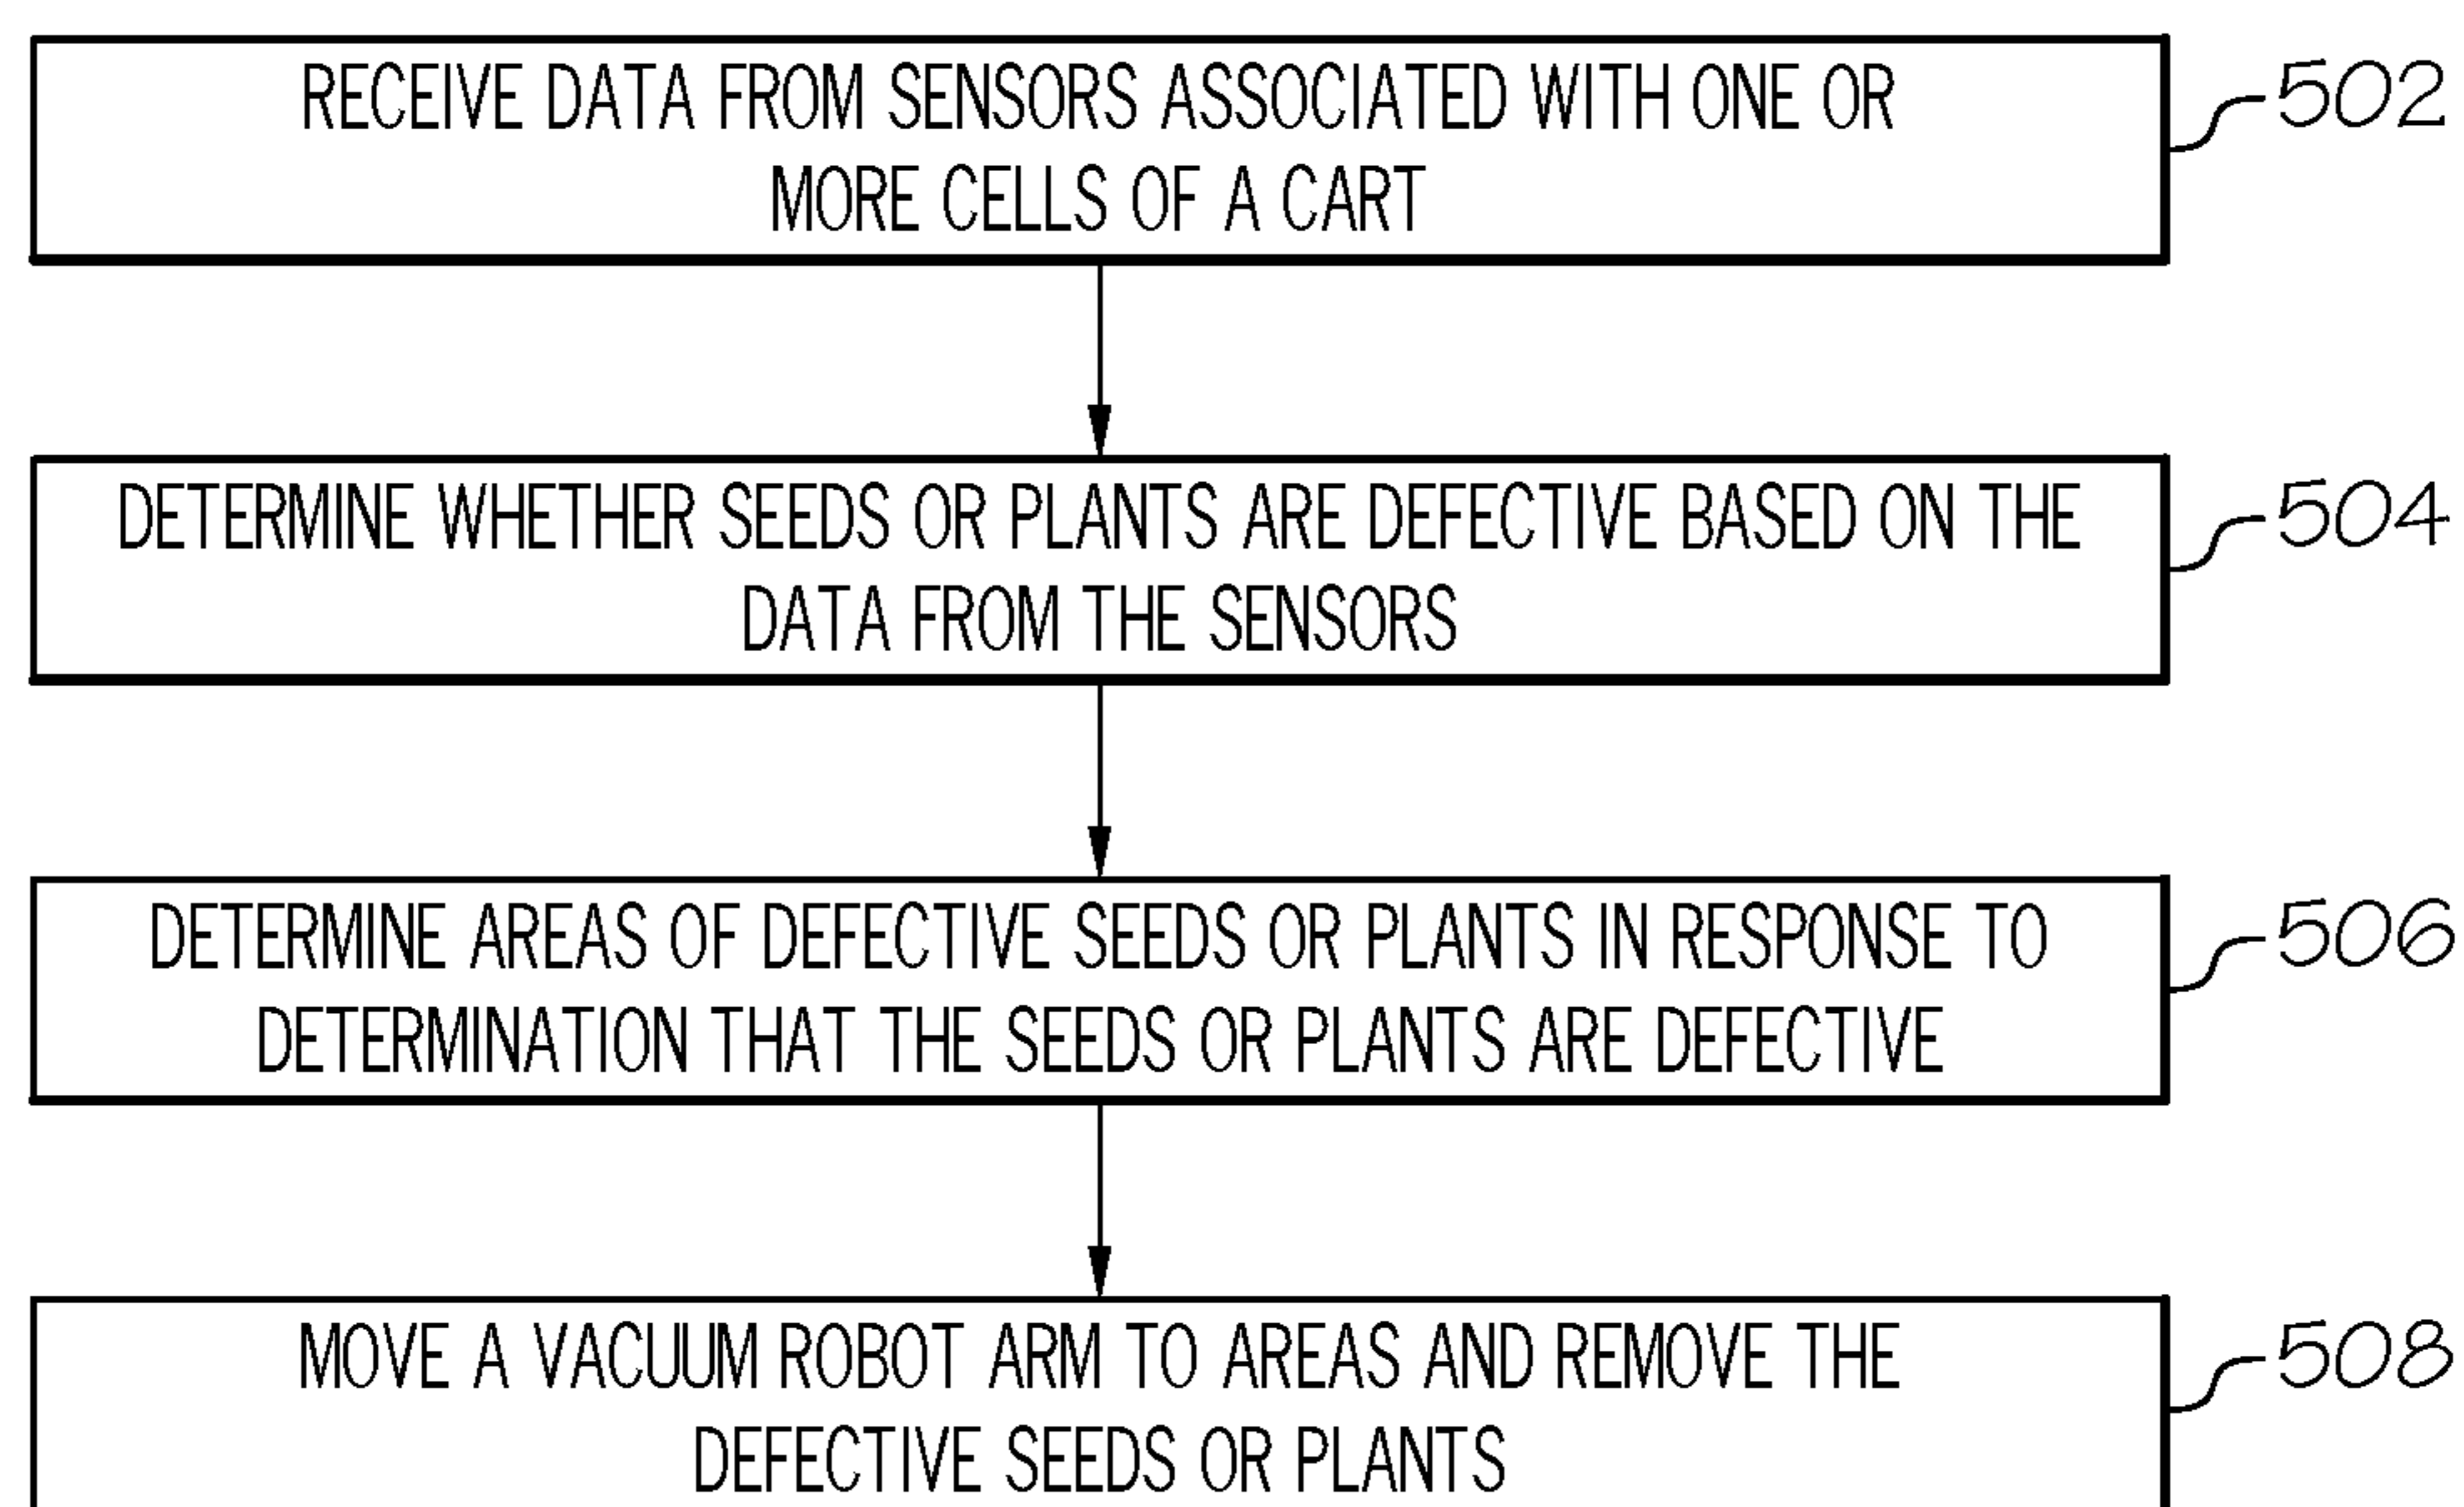 RECEIVE DATA FROM SENSORS ASSOCIATED WITH ONE OR
MORE CELLS OF A CART
502
DETERMINE WHETHER SEEDS OR PLANTS ARE DEFECTIVE BASED ON THE
DATA FROM THE SENSORS
504
DETERMINE AREAS OF DEFECTIVE SEEDS OR PLANTS IN RESPONSE TO
DETERMINATION THAT THE SEEDS OR PLANTS ARE DEFECTIVE
506
MOVE A VACUUM ROBOT ARM TO AREAS AND REMOVE THE
DEFECTIVE SEEDS OR PLANTS
508